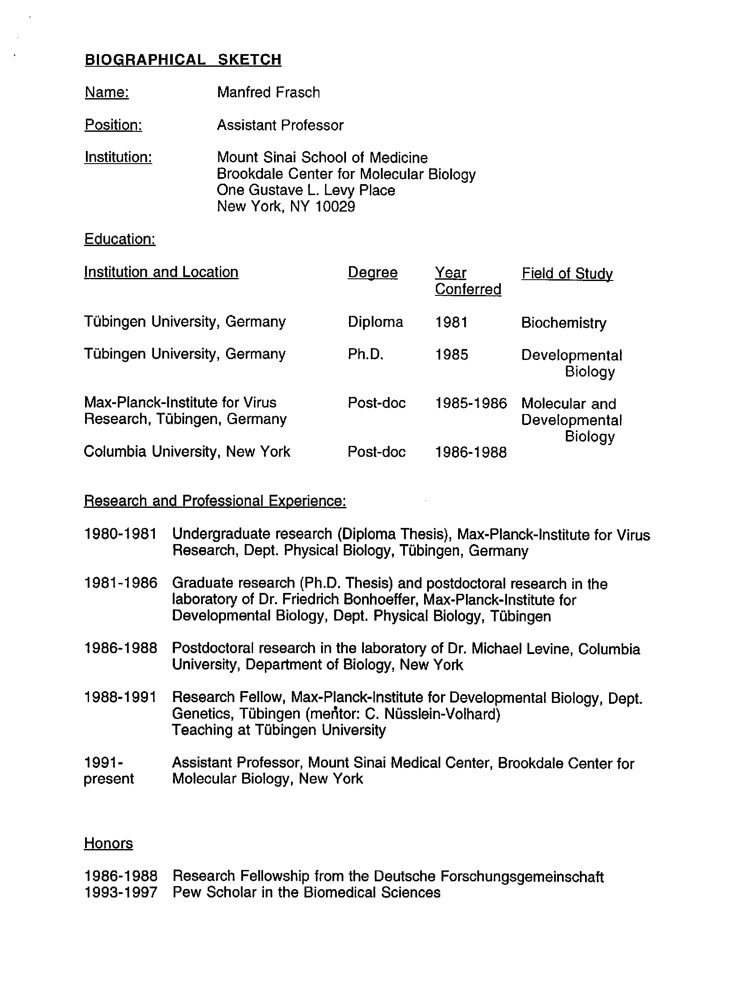 BIOGRAPHICAL SKETCH
Name: Manfred Frasch
Position: Assistant Professor
Institution: Mount Sinai School of Medicine
Brookdale Center for Molecular Biology
One Gustave L. Levy Place
New York, NY 10029
Education:
Institution and Location Degree Year Conferred Field of Study
Tübingen University, Germany Diploma 1981 Biochemistry
Tübingen University, Germany Ph.D. 1985 Developmental
Biology
Max-Planck-Institute for Virus Post-doc 1985-1986 Molecular and
Research, Tübingen, Germany Developmental
Biology
Columbia University, New York Post-doc 1986-1988
Research and Professional Experience:
1980-1981 Undergraduate research (Diploma Thesis), Max-Planck-Institute for Virus
Research, Dept. Physical Biology, Tübingen, Germany
1981-1986 Graduate research (Ph.D. Thesis) and postdoctoral research in the
laboratory of Dr. Friedrich Bonhoeffer, Max-Planck-Institute for
Developmental Biology, Dept. Physical Biology, Tübingen
1986-1988 Postdoctoral research in the laboratory of Dr. Michael Levine, Columbia
University, Department of Biology, New York
1988-1991 Research Fellow, Max-Planck-Institute for Developmental Biology, Dept.
Genetics, Tübingen (mentor: C. Nüsslein-Volhard)
Teaching at Tübingen University
1991- Assistant Professor, Mount Sinai Medical Center, Brookdale Center for
present Molecular Biology, New York
Honors
1986-1988 Research Fellowship from the Deutsche Forschungsgemeinschaft
1993-1997 Pew Scholar in the Biomedical Sciences